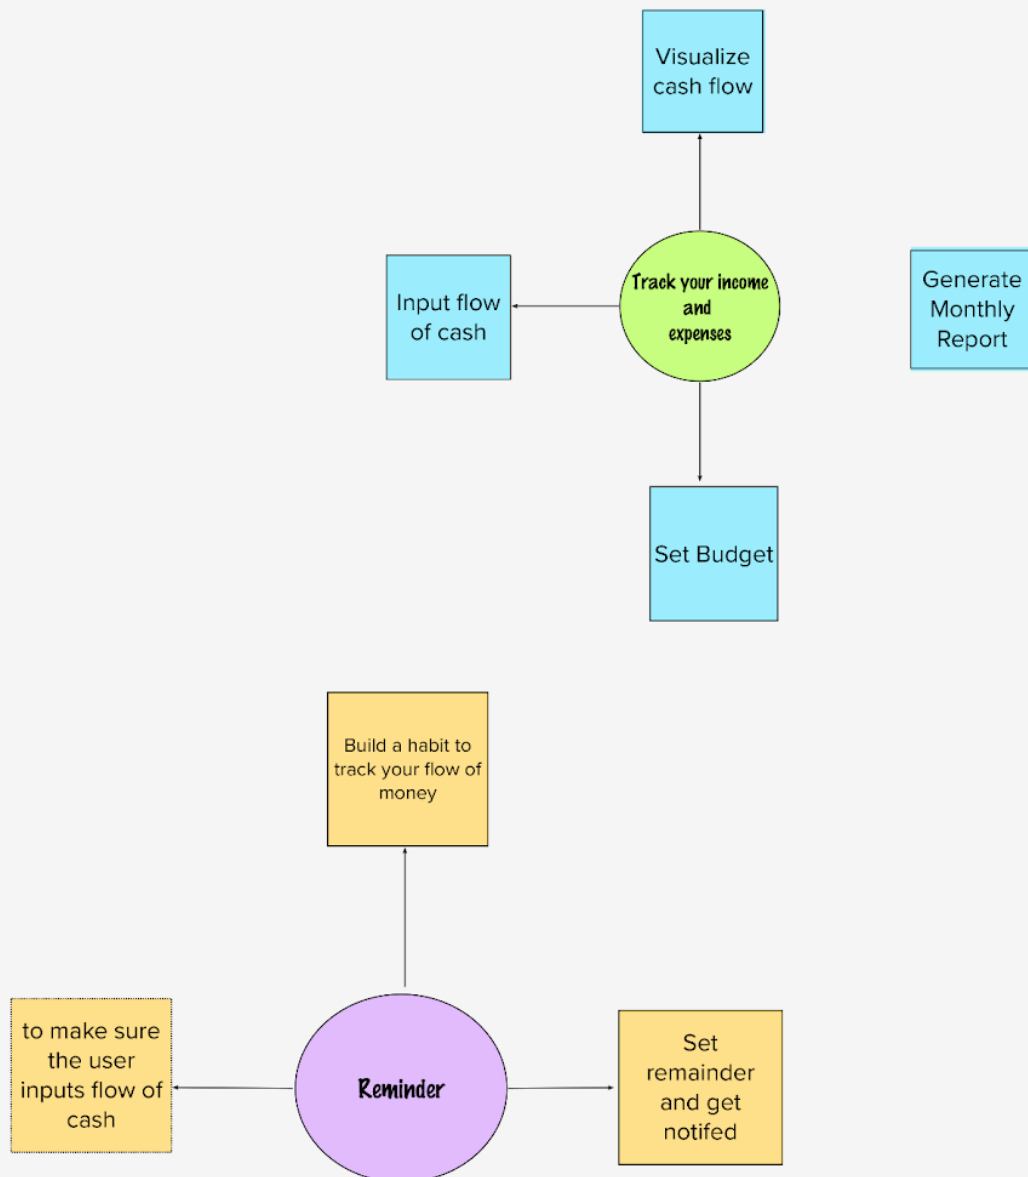 Visualize
cash flow
Track your income
and
expenses
Input flow
of cash
Generate
Monthly
Report
Set Budget
Build a habit to
track your flow of
money
to make sure
the user
inputs flow of
cash
Reminder
Set
remainder
and get
notifed